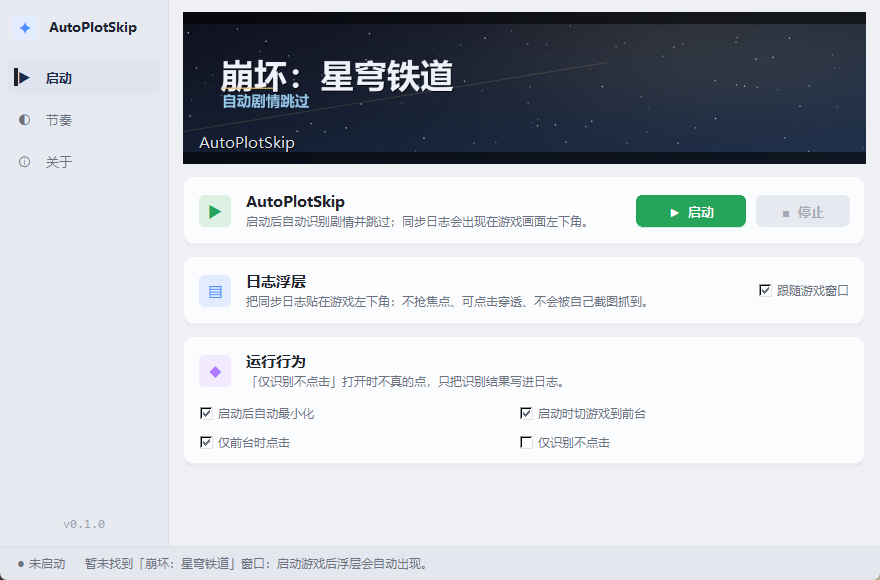 AutoPlotSkip
启动
节奏
关于
v0.1.0
崩坏：星穹铁道
自动剧情跳过
AutoPlotSkip
AutoPlotSkip
启动后自动识别剧情并跳过；同步日志会出现在游戏画面左下角。
启动
停止
日志浮层
把同步日志贴在游戏左下角：不抢焦点、可点击穿透、不会被自己截图抓到。
跟随游戏窗口
运行行为
「仅识别不点击」打开时不真的点，只把识别结果写进日志。
启动后自动最小化
启动时切游戏到前台
仅前台时点击
仅识别不点击
未启动 暂未找到「崩坏：星穹铁道」窗口：启动游戏后浮层会自动出现。